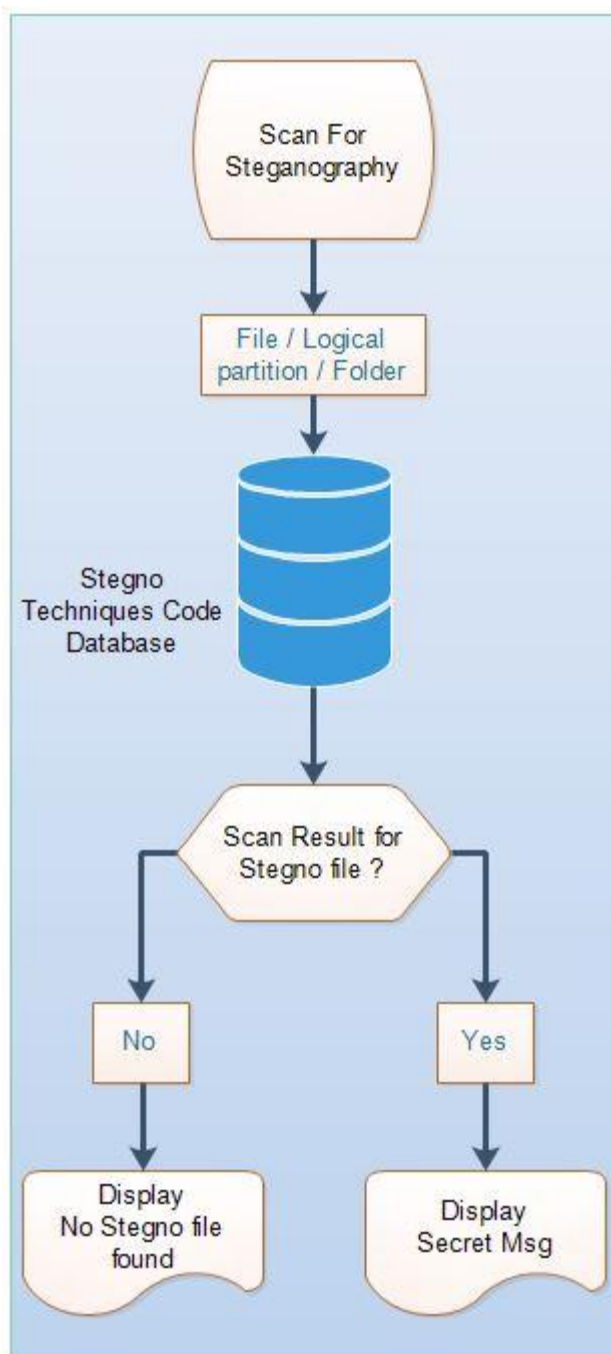 Scan For
Steganography
File / Logical
partition / Folder
Stegno
Techniques Code
Database
Scan Result for
Stegno file ?
No
Yes
Display
No Stegno file
found
Display
Secret Msg